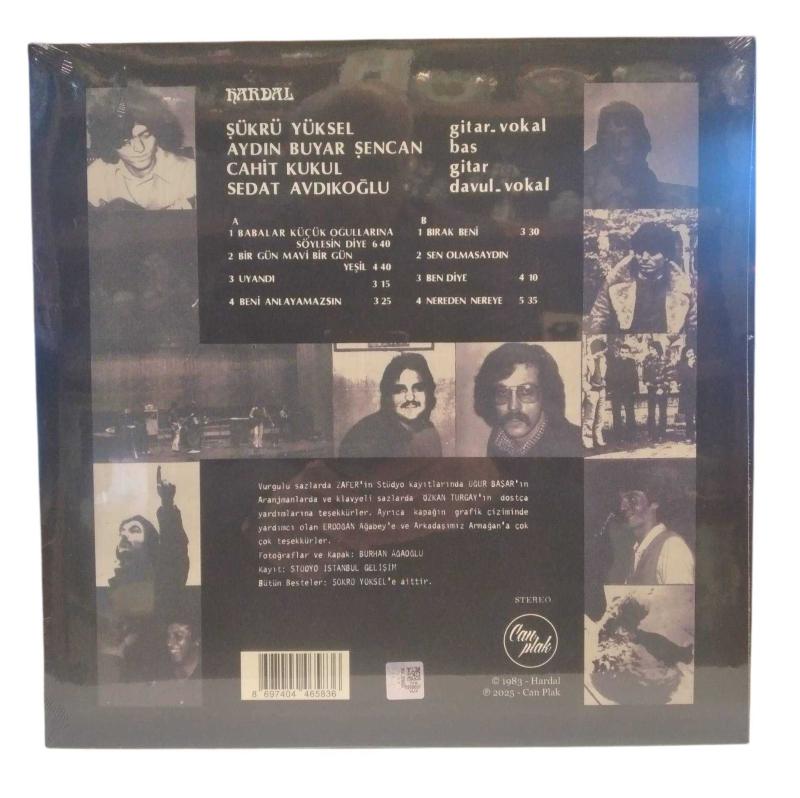 HARDAL
ŞÜKRÜ YÜKSEL gitar-vokal
AYDIN BUYAR ŞENCAN bas
CAHİT KUKUL gitar
SEDAT AVDIKOĞLU davul-vokal
A
1 BABALAR KÜÇÜK OGULLARINA
SÖYLESİN DİYE 6 40
2 BİR GÜN MAVİ BİR GÜN
YEŞİL 4 40
3 UYANDI
3 15
4 BENİ ANLAYAMAZSIN 3 25
B
1 BIRAK BENİ 3 30
2 SEN OLMASAYDIN
3 BEN DİYE 4 10
4 NEREDEN NEREYE 5 35
Vurgulu sazlarda ZAFER'in Stüdyo kayıtlarında UĞUR BAŞAR'ın
Aranjmanlarda ve klavyeli sazlarda ÖZKAN TURGAY'ın dostça
yardımlarına teşekkürler. Ayrıca kapağın grafik çiziminde
yardımcı olan ERDOĞAN Ağabey'e ve Arkadaşımız Armağan'a çok
çok teşekkürler.
Fotoğraflar ve Kapak: BURHAN AĞAOĞLU
Kayıt: STÜDYO İSTANBUL GELİŞİM
Bütün Besteler: ŞÜKRÜ YÜKSEL'e aittir.
STEREO
Can plak
© 1983 - Hardal
℗ 2025 - Can Plak
8 697404 465836